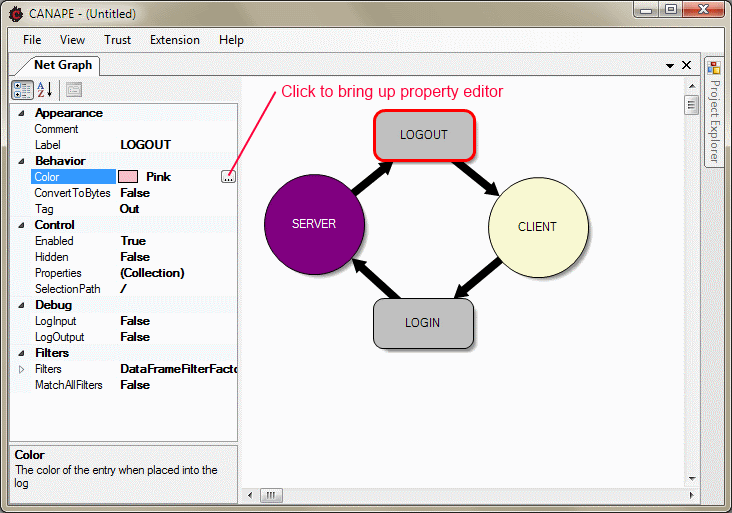 CANAPE - (Untitled)
File View Trust Extension Help
Net Graph
Click to bring up property editor
Appearance
Comment
Label LOGOUT
Behavior
Color Pink ...
ConvertToBytes False
Tag Out
Control
Enabled True
Hidden False
Properties (Collection)
SelectionPath /
Debug
LogInput False
LogOutput False
Filters
Filters DataFrameFilterFacto
MatchAllFilters False
Color
The color of the entry when placed into the
log
LOGOUT
SERVER
CLIENT
LOGIN
Project Explorer